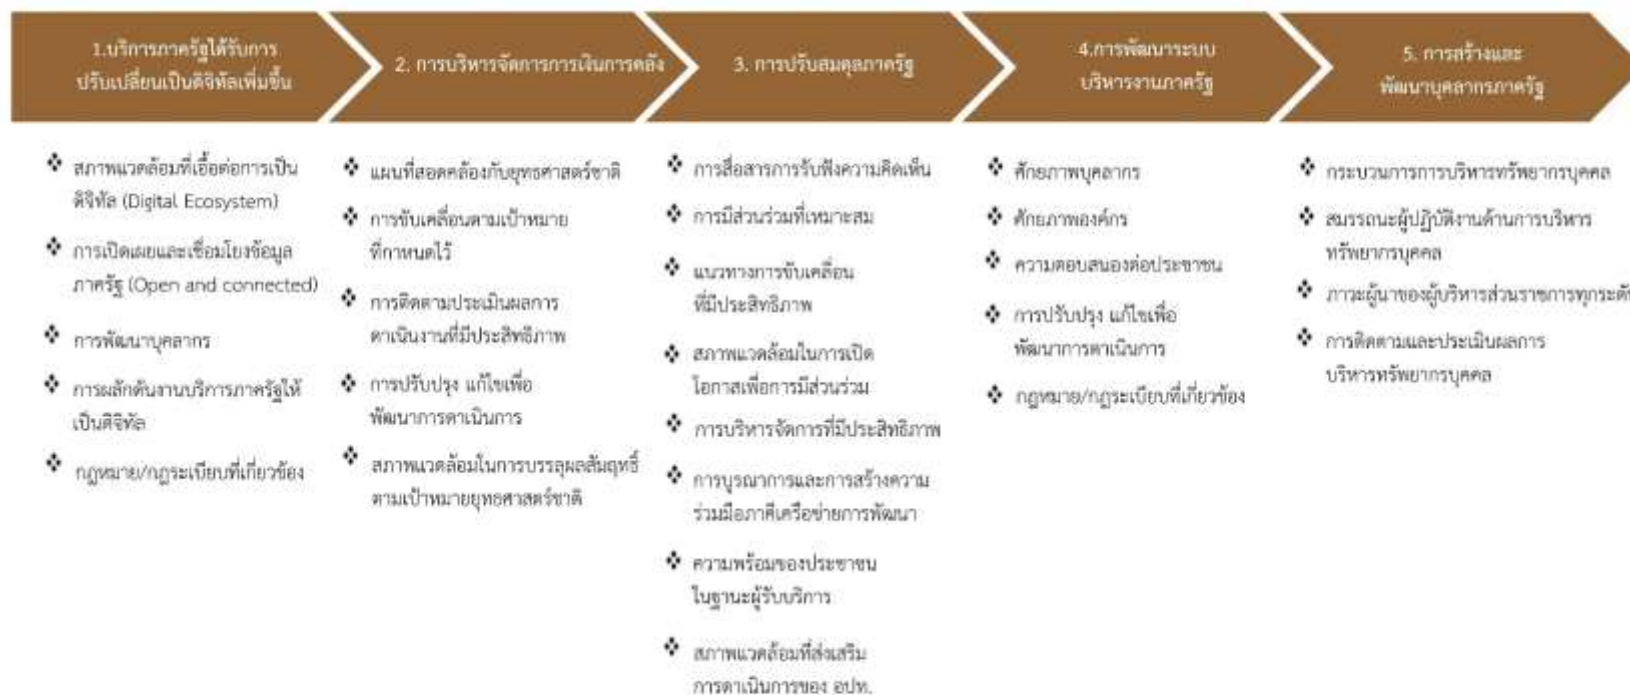 1.บริการภาครัฐได้รับการ
ปรับเปลี่ยนเป็นดิจิทัลเพิ่มขึ้น
❖ สภาพแวดล้อมที่เอื้อต่อการเป็น
ดิจิทัล (Digital Ecosystem)
❖ การเปิดเผยและเชื่อมโยงข้อมูล
ภาครัฐ (Open and connected)
❖ การพัฒนาบุคลากร
❖ การผลักดันงานบริการภาครัฐให้
เป็นดิจิทัล
❖ กฎหมาย/กฎระเบียบที่เกี่ยวข้อง
2. การบริหารจัดการการเงินการคลัง
❖ แผนที่สอดคล้องกับยุทธศาสตร์ชาติ
❖ การขับเคลื่อนตามเป้าหมาย
ที่กาหนดไว้
❖ การติดตามประเมินผลการ
ดาเนินงานที่มีประสิทธิภาพ
❖ การปรับปรุง แก้ไขเพื่อ
พัฒนาการดาเนินการ
❖ สภาพแวดล้อมในการบรรลุผลสัมฤทธิ์
ตามเป้าหมายยุทธศาสตร์ชาติ
3. การปรับสมดุลภาครัฐ
❖ การสื่อสารการรับฟังความคิดเห็น
❖ การมีส่วนร่วมที่เหมาะสม
❖ แนวทางการขับเคลื่อน
ที่มีประสิทธิภาพ
❖ สภาพแวดล้อมในการเปิด
โอกาสเพื่อการมีส่วนร่วม
❖ การบริหารจัดการที่มีประสิทธิภาพ
❖ การบูรณาการและการสร้างความ
ร่วมมือภาคีเครือข่ายการพัฒนา
❖ ความพร้อมของประชาชน
ในฐานะผู้รับบริการ
❖ สภาพแวดล้อมที่ส่งเสริม
การดาเนินการของ อปท.
4.การพัฒนาระบบ
บริหารงานภาครัฐ
❖ ศักยภาพบุคลากร
❖ ศักยภาพองค์กร
❖ ความตอบสนองต่อประชาชน
❖ การปรับปรุง แก้ไขเพื่อ
พัฒนาการดาเนินการ
❖ กฎหมาย/กฎระเบียบที่เกี่ยวข้อง
5. การสร้างและ
พัฒนาบุคลากรภาครัฐ
❖ กระบวนการการบริหารทรัพยากรบุคคล
❖ สมรรถนะผู้ปฏิบัติงานด้านการบริหาร
ทรัพยากรบุคคล
❖ ภาวะผู้นาของผู้บริหารส่วนราชการทุกระดับ
❖ การติดตามและประเมินผลการ
บริหารทรัพยากรบุคคล